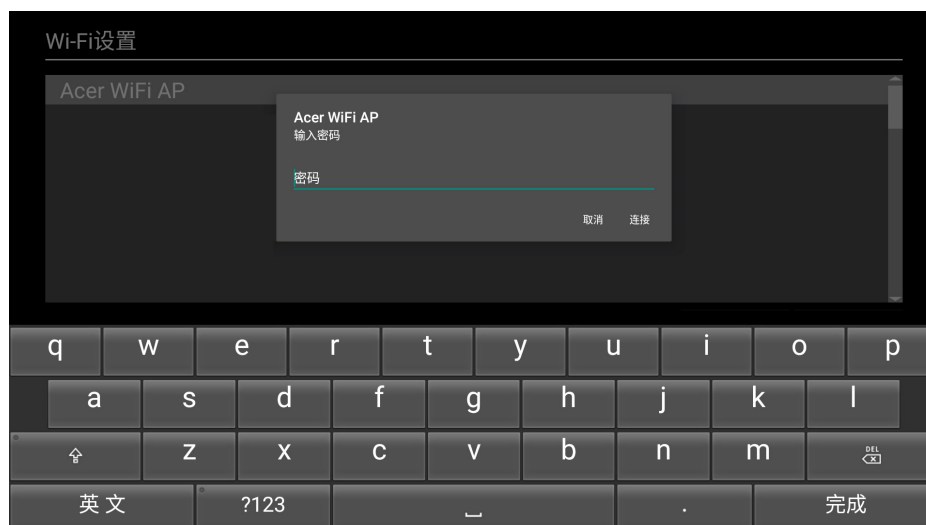 Wi-Fi设置
Acer WiFi AP
Acer WiFi AP
输入密码
密码
取消 连接
q w e r t y u i o p
a s d f g h j k l
z x c v b n m DEL
英文 ?123 . 完成